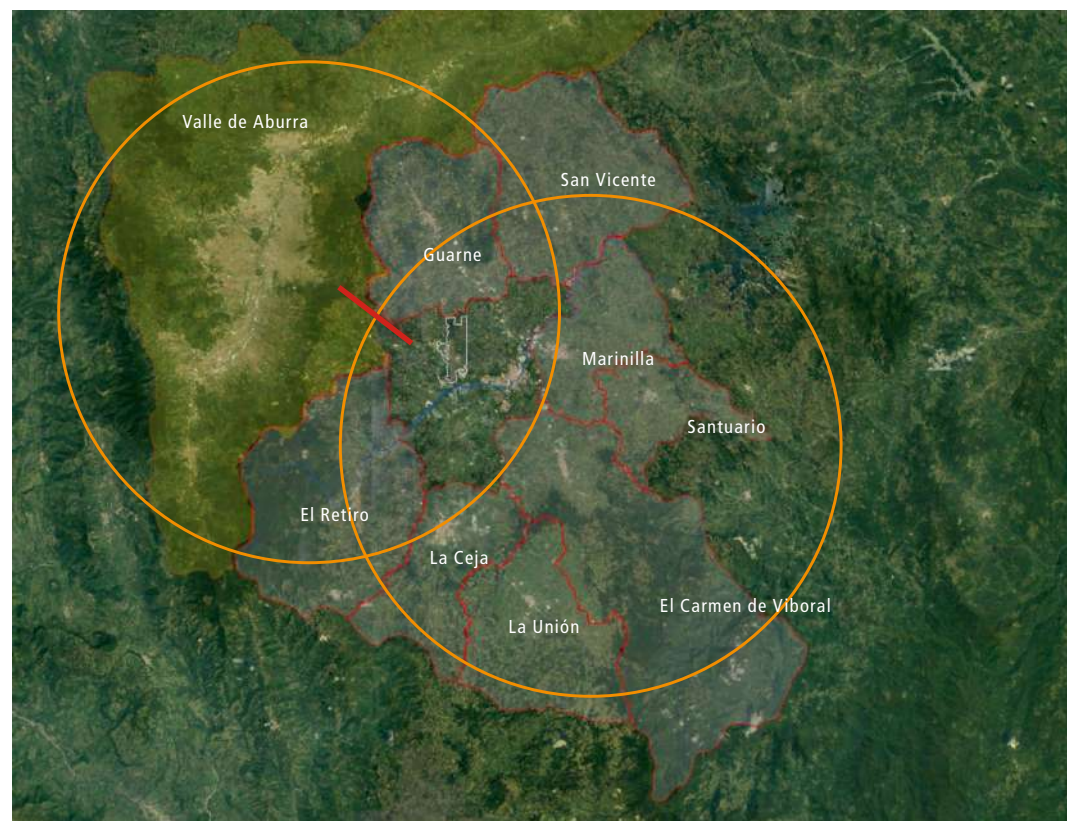 Valle de Aburra
San Vicente
Guarne
Marinilla
Santuario
El Retiro
La Ceja
El Carmen de Viboral
La Unión